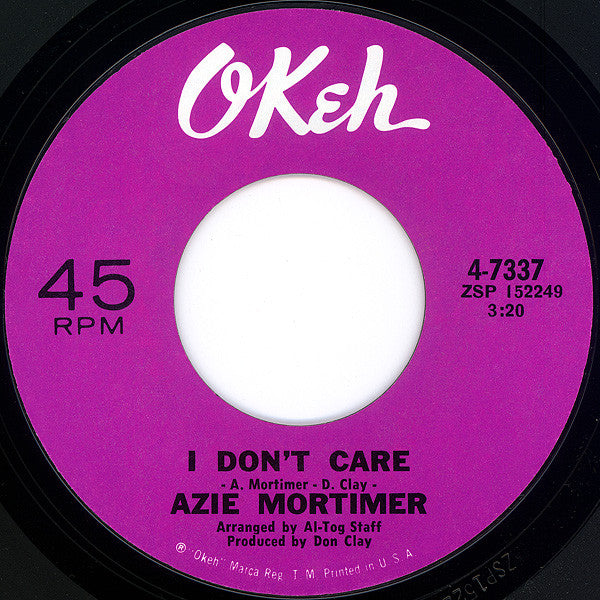 OKeh
45
RPM
4-7337
ZSP 152249
3:20
I DON'T CARE
- A. Mortimer - D. Clay -
AZIE MORTIMER
Arranged by Al-Tog Staff
Produced by Don Clay
® "Okeh" Marca Reg. T. M. Printed in U. S. A.